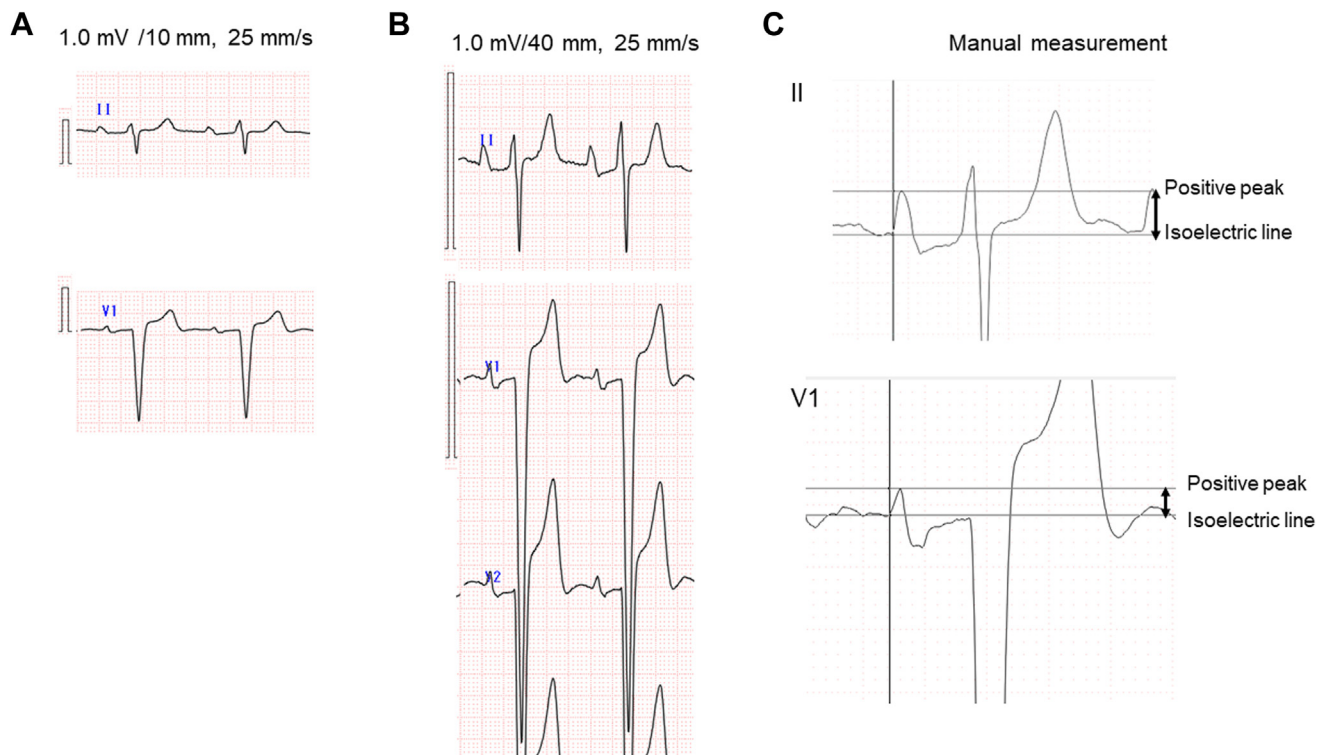 A
1.0 mV /10 mm, 25 mm/s
II
V1
B
1.0 mV/40 mm, 25 mm/s
II
V1
V2
C
Manual measurement
II
Positive peak
Isoelectric line
V1
Positive peak
Isoelectric line